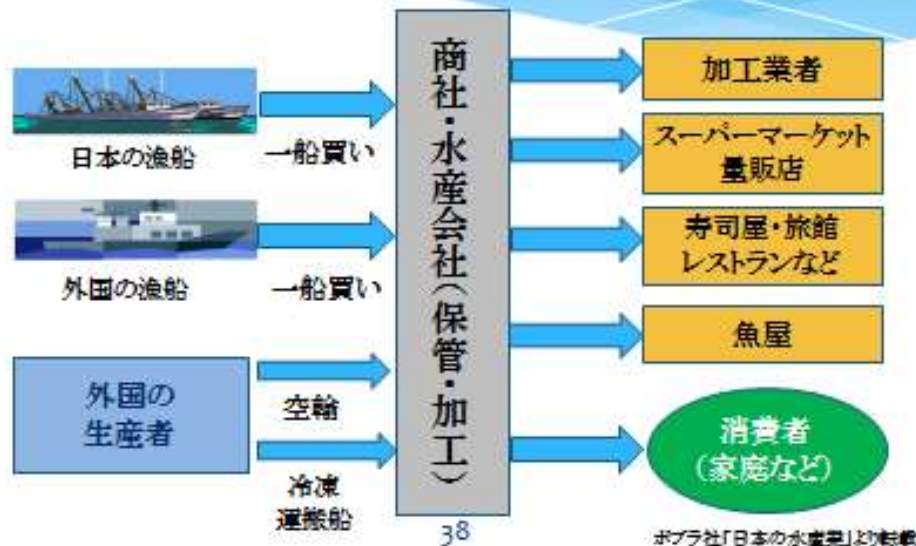 日本の漁船
一船買い
外国の漁船
一船買い
外国の
生産者
空輸
冷凍
運搬船
商社・水産会社(保管・加工)
加工業者
スーパーマーケット
量販店
寿司屋・旅館
レストランなど
魚屋
消費者
(家庭など)
38
ポプラ社「日本の水産業」より転載